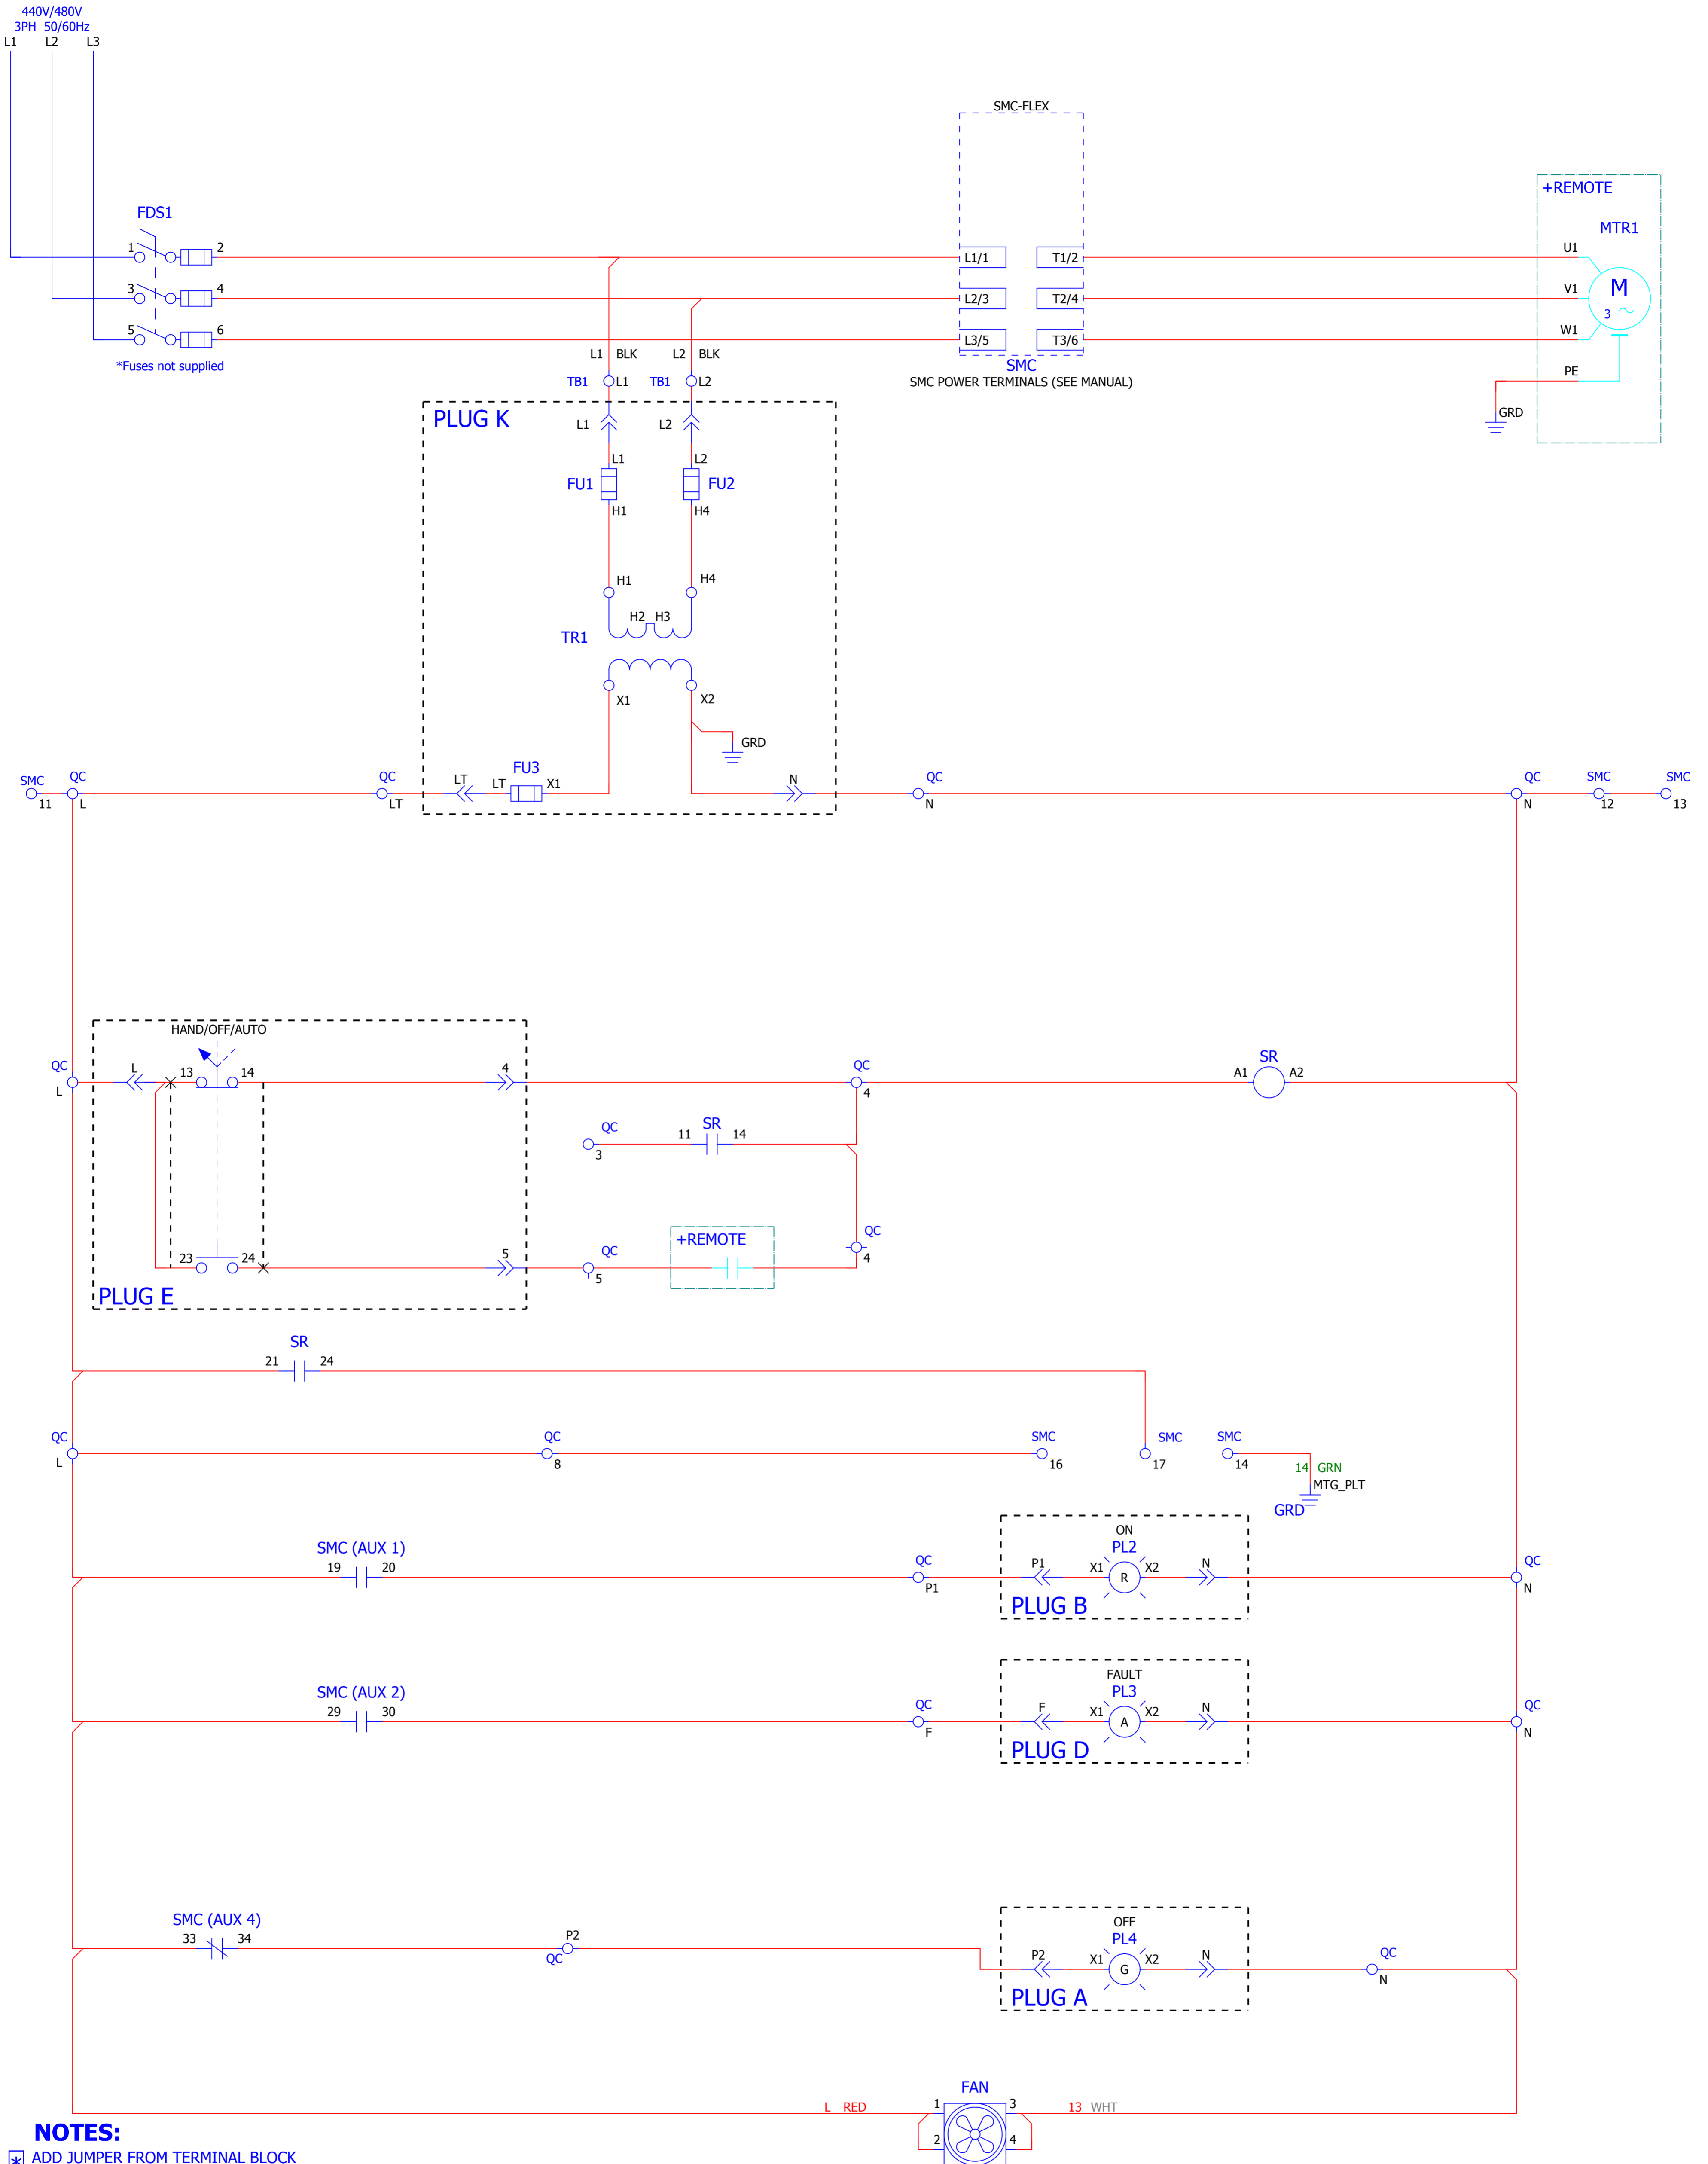 440V/480V
3PH 50/60Hz
L1 L2 L3
SMC-FLEX
+REMOTE
MTR1
FDS1
1 2
L1/1 T1/2
U1
3 4
L2/3 T2/4
V1
M
3
5 6
L3/5 T3/6
W1
*Fuses not supplied
L1 BLK L2 BLK
SMC
SMC POWER TERMINALS (SEE MANUAL)
PE
GRD
TB1 L1 TB1 L2
PLUG K
L1 L2
L1 L2
FU1 FU2
H1 H4
H1 H4
H2 H3
TR1
X1 X2
GRD
SMC QC QC LT LT FU3 X1 N QC QC SMC SMC
11 L LT N N 12 13
HAND/OFF/AUTO
QC L 13 14 4 QC SR
L 4 A1 A2
QC SR
3 11 14
23 24 5 QC +REMOTE QC
5 4
PLUG E
SR
21 24
QC QC SMC SMC SMC
L 8 16 17 14
14 GRN
MTG_PLT
GRD
ON
SMC (AUX 1) PL2
19 20 QC P1 X1 R X2 N QC
P1 N
PLUG B
FAULT
SMC (AUX 2) PL3
29 30 QC F X1 A X2 N QC
F N
PLUG D
OFF
SMC (AUX 4) PL4
33 34 P2
QC
P2 X1 G X2 N QC
N
PLUG A
FAN
L RED 1 3 13 WHT
2 4
NOTES:
* ADD JUMPER FROM TERMINAL BLOCK